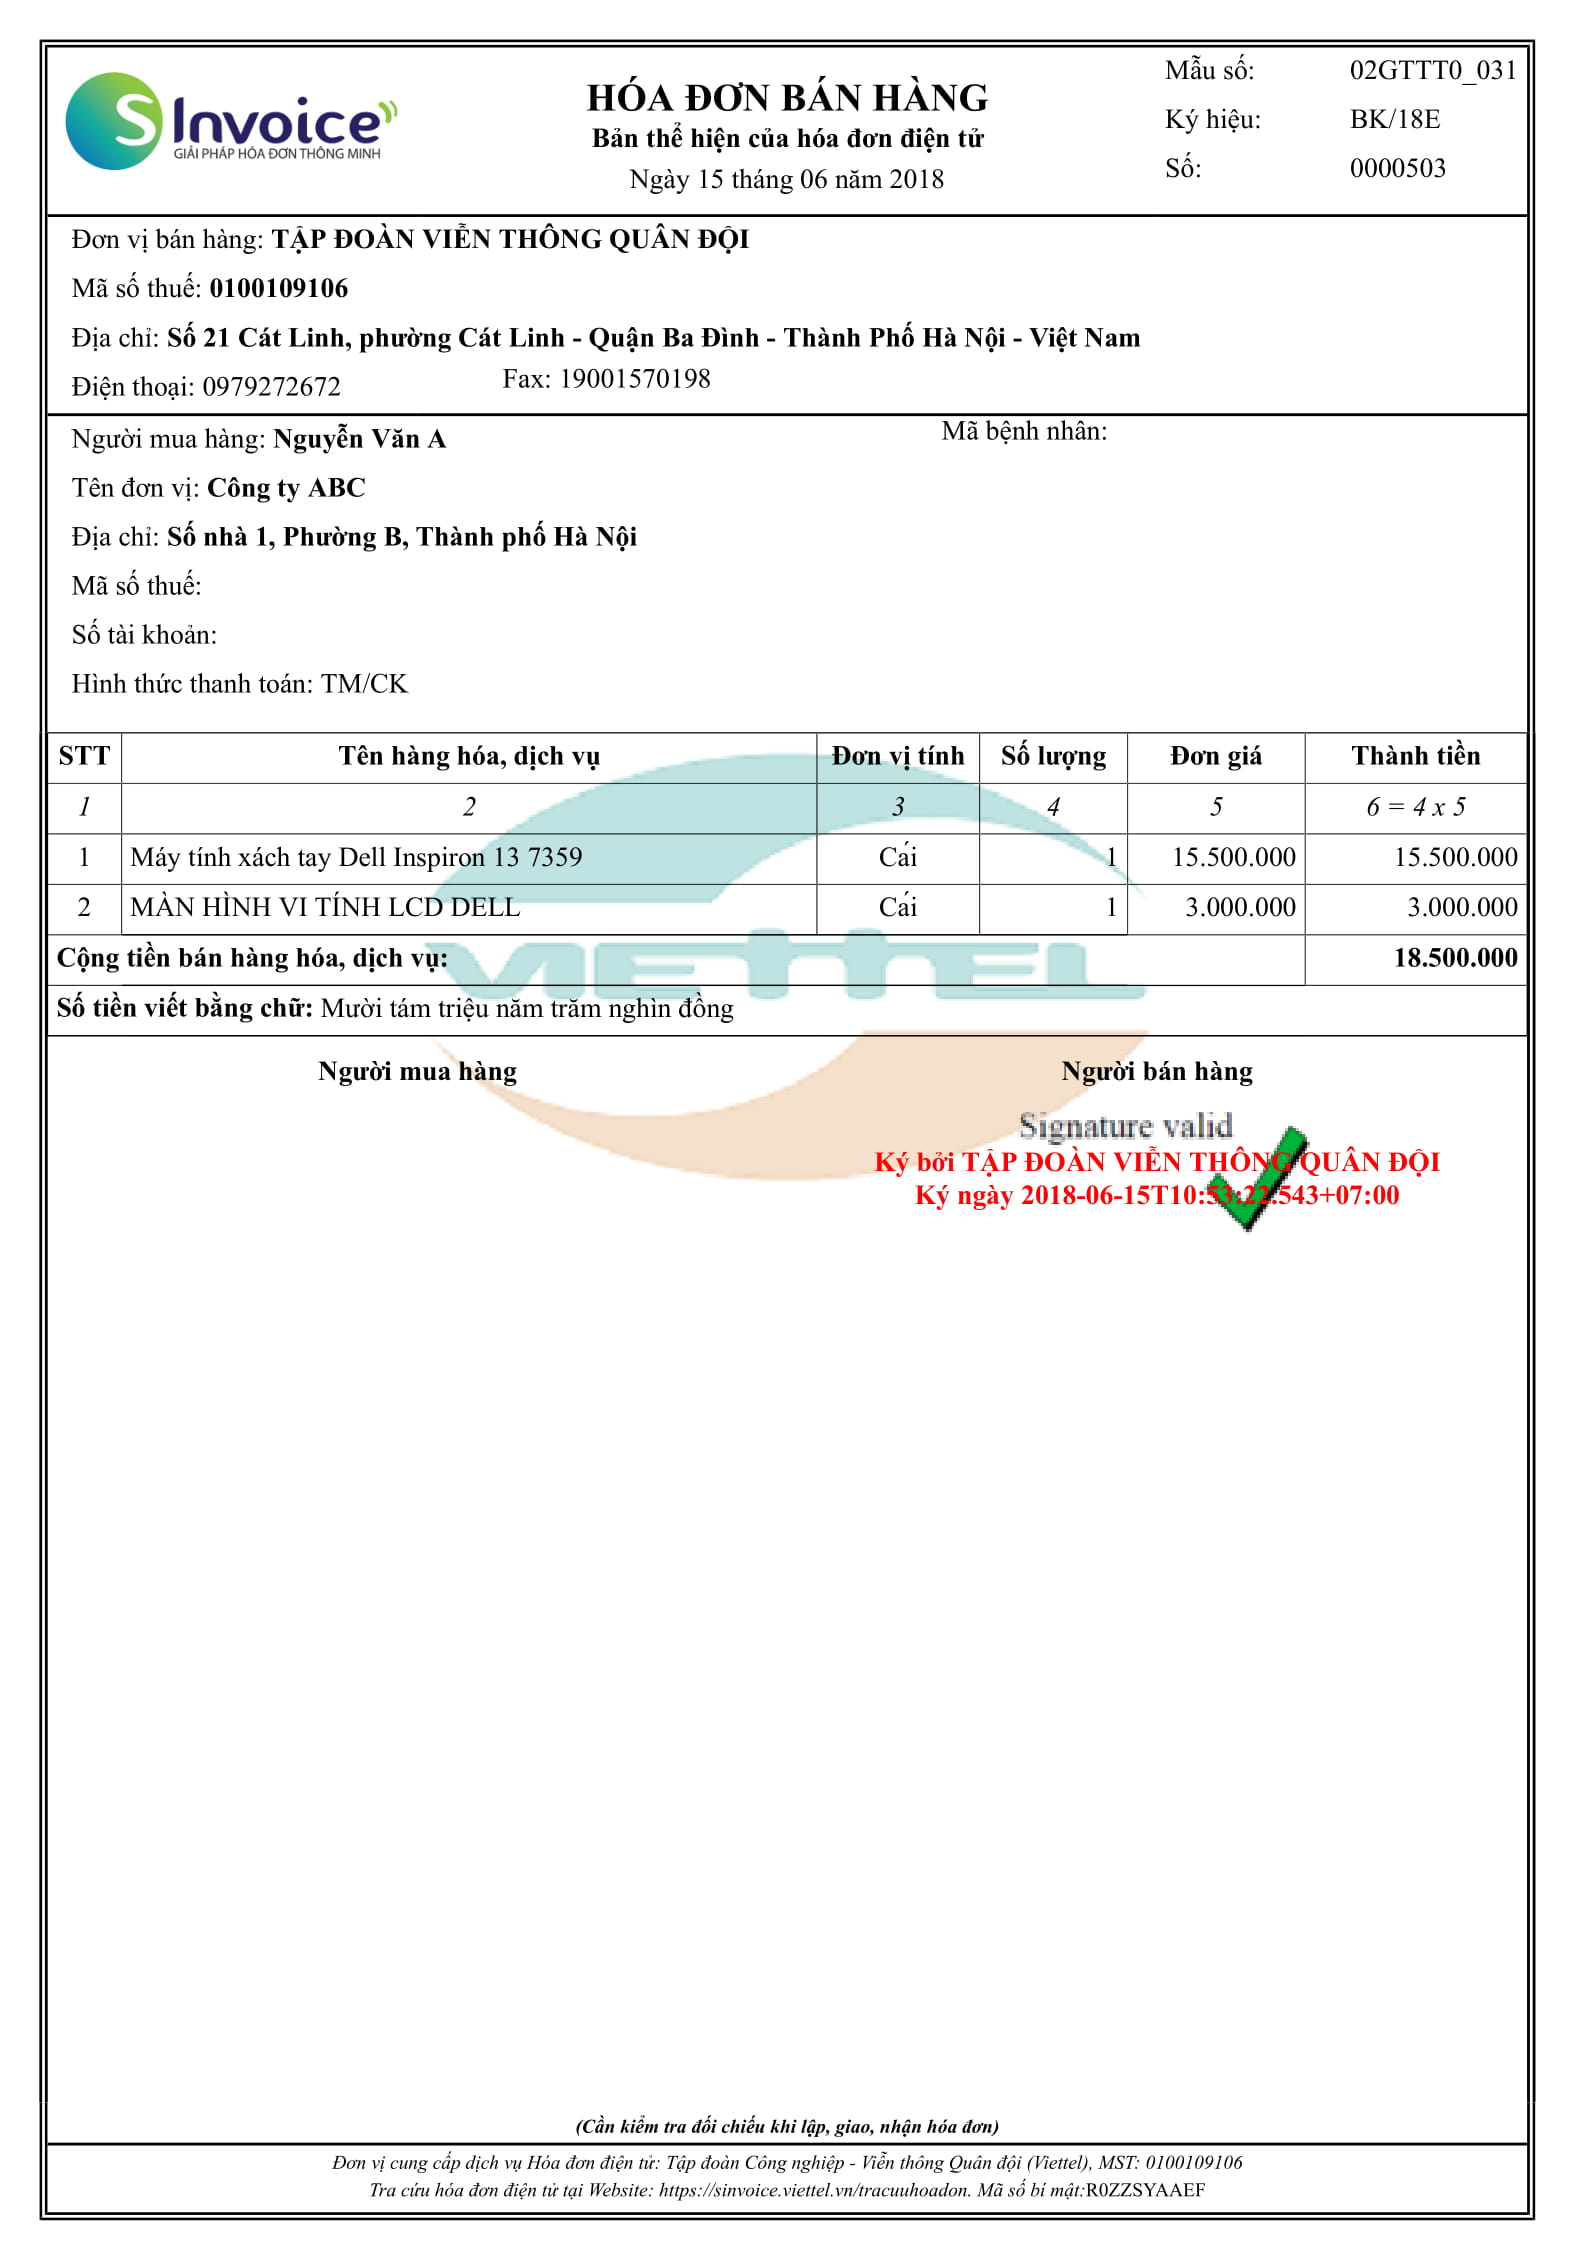 S Invoice
GIẢI PHÁP HÓA ĐƠN THÔNG MINH
HÓA ĐƠN BÁN HÀNG
Bản thể hiện của hóa đơn điện tử
Ngày 15 tháng 06 năm 2018
Mẫu số: 02GTTT0_031
Ký hiệu: BK/18E
Số: 0000503
Đơn vị bán hàng: TẬP ĐOÀN VIỄN THÔNG QUÂN ĐỘI
Mã số thuế: 0100109106
Địa chỉ: Số 21 Cát Linh, phường Cát Linh - Quận Ba Đình - Thành Phố Hà Nội - Việt Nam
Điện thoại: 0979272672 Fax: 19001570198
Người mua hàng: Nguyễn Văn A Mã bệnh nhân:
Tên đơn vị: Công ty ABC
Địa chỉ: Số nhà 1, Phường B, Thành phố Hà Nội
Mã số thuế:
Số tài khoản:
Hình thức thanh toán: TM/CK
STT Tên hàng hóa, dịch vụ Đơn vị tính Số lượng Đơn giá Thành tiền
1 2 3 4 5 6 = 4 x 5
1 Máy tính xách tay Dell Inspiron 13 7359 Cái 1 15.500.000 15.500.000
2 MÀN HÌNH VI TÍNH LCD DELL Cái 1 3.000.000 3.000.000
Cộng tiền bán hàng hóa, dịch vụ: 18.500.000
VIETTEL
Số tiền viết bằng chữ: Mười tám triệu năm trăm nghìn đồng
Người mua hàng Người bán hàng
Signature valid
Ký bởi TẬP ĐOÀN VIỄN THÔNG QUÂN ĐỘI
Ký ngày 2018-06-15T10:53:22.543+07:00
(Cần kiểm tra đối chiếu khi lập, giao, nhận hóa đơn)
Đơn vị cung cấp dịch vụ Hóa đơn điện tử: Tập đoàn Công nghiệp - Viễn thông Quân đội (Viettel), MST: 0100109106
Tra cứu hóa đơn điện tử tại Website: https://sinvoice.viettel.vn/tracuuhoadon. Mã số bí mật:R0ZZSYAAEF